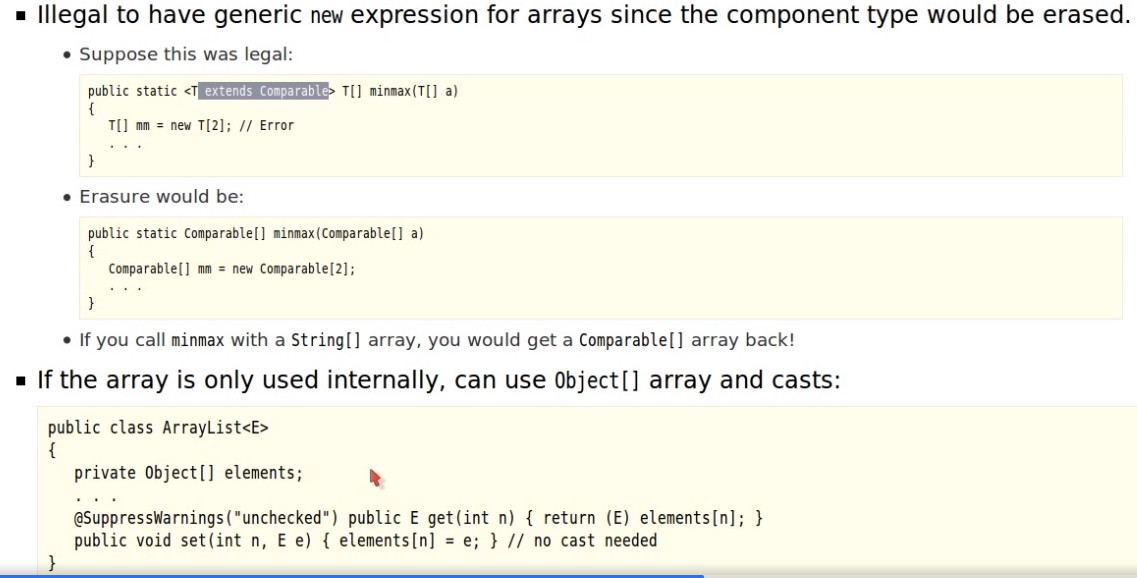 Illegal to have generic new expression for arrays since the component type would be erased.
Suppose this was legal:
public static <T extends Comparable> T[] minmax(T[] a)
{
T[] mm = new T[2]; // Error
. . .
}
Erasure would be:
public static Comparable[] minmax(Comparable[] a)
{
Comparable[] mm = new Comparable[2];
. . .
}
If you call minmax with a String[] array, you would get a Comparable[] array back!
If the array is only used internally, can use Object[] array and casts:
public class ArrayList<E>
{
private Object[] elements;
. . .
@SuppressWarnings("unchecked") public E get(int n) { return (E) elements[n]; }
public void set(int n, E e) { elements[n] = e; } // no cast needed
}